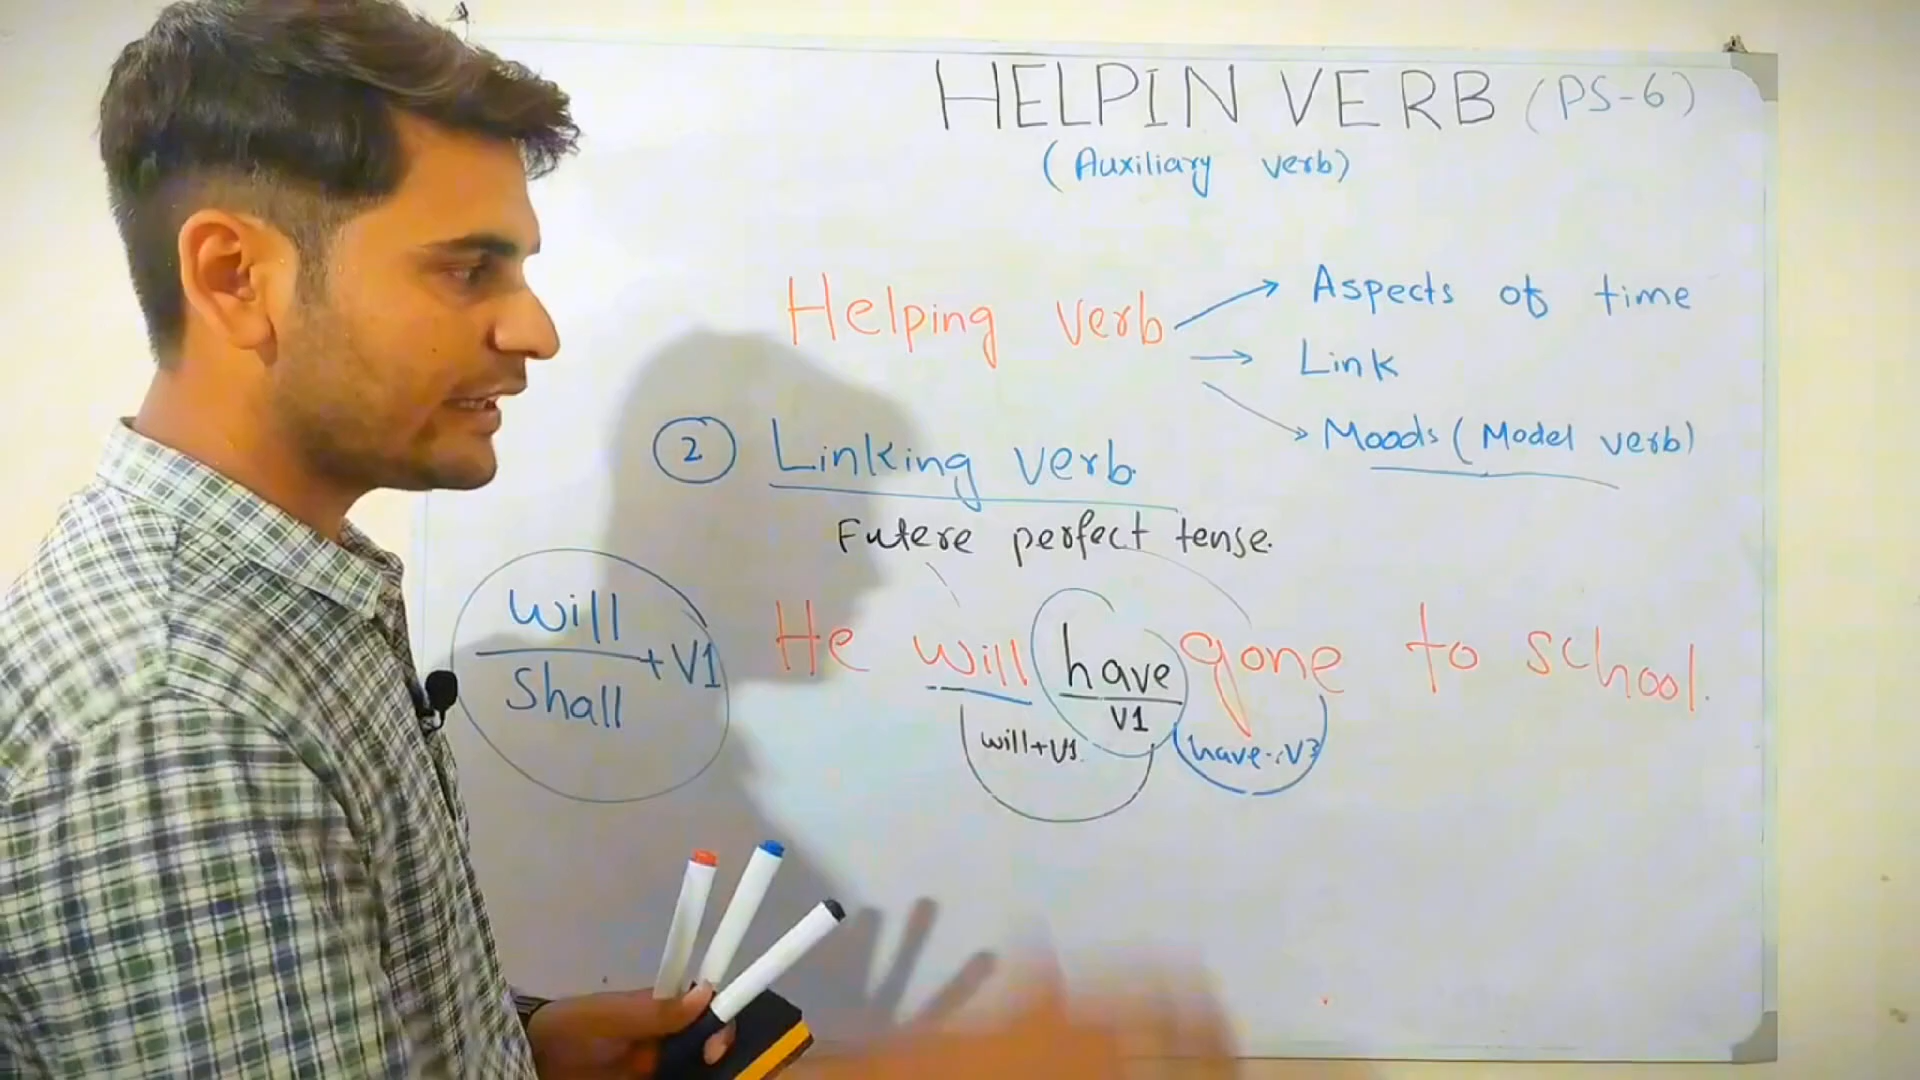 HELPIN VERB (PS-6)
(Auxiliary verb)
Helping verb
Aspects of time
Link
Moods (Model verb)
2 Linking verb
Futere perfect tense.
will
Shall
+V1
He will have gone to school.
V1
will+V1
have+V3